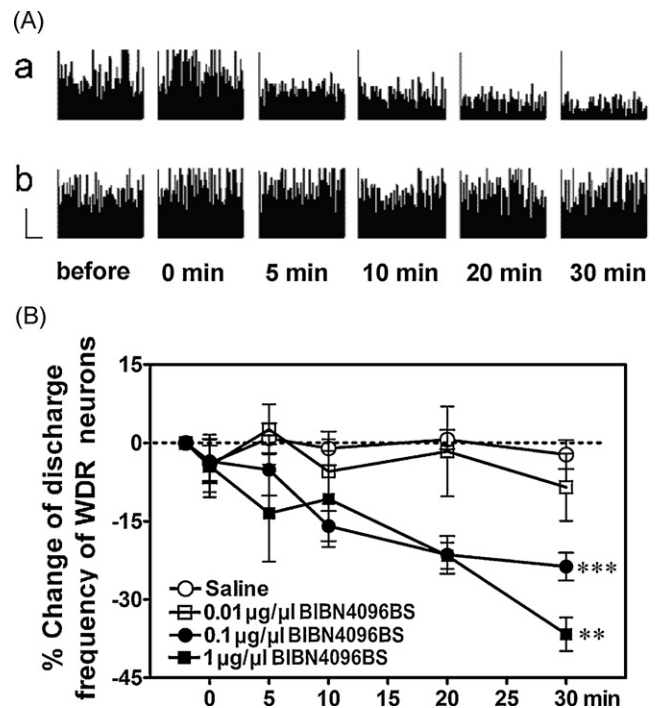 (A)
a
b
before 0 min 5 min 10 min 20 min 30 min
(B)
% Change of discharge
frequency of WDR neurons
15
0
-15
-30
-45
Saline
0.01 µg/µl BIBN4096BS
0.1 µg/µl BIBN4096BS
1 µg/µl BIBN4096BS
***
**
0 5 10 15 20 25 30 min